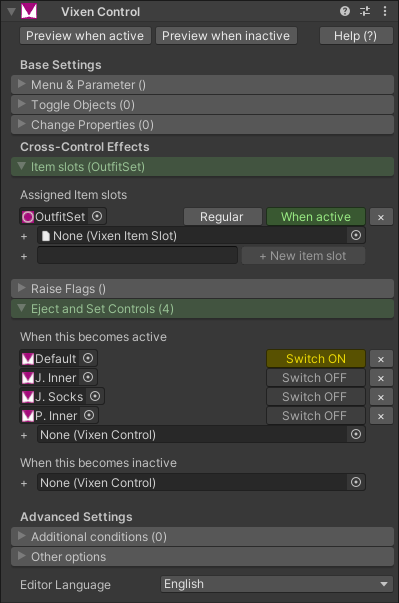 Vixen Control
Preview when active Preview when inactive Help (?)
Base Settings
Menu & Parameter ()
Toggle Objects (0)
Change Properties (0)
Cross-Control Effects
Item slots (OutfitSet)
Assigned Item slots
OutfitSet Regular When active ×
+ None (Vixen Item Slot)
+ + New item slot
Raise Flags ()
Eject and Set Controls (4)
When this becomes active
Default Switch ON ×
J. Inner Switch OFF ×
J. Socks Switch OFF ×
P. Inner Switch OFF ×
+ None (Vixen Control)
When this becomes inactive
+ None (Vixen Control)
Advanced Settings
Additional conditions (0)
Other options
Editor Language English